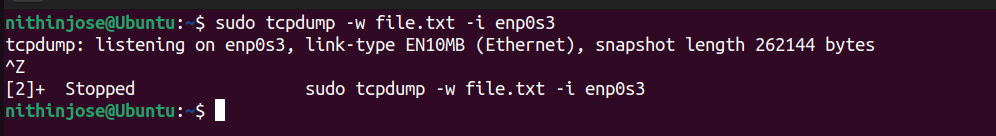 nithinjose@Ubuntu:~$ sudo tcpdump -w file.txt -i enp0s3
tcpdump: listening on enp0s3, link-type EN10MB (Ethernet), snapshot length 262144 bytes
^Z
[2]+  Stopped                 sudo tcpdump -w file.txt -i enp0s3
nithinjose@Ubuntu:~$